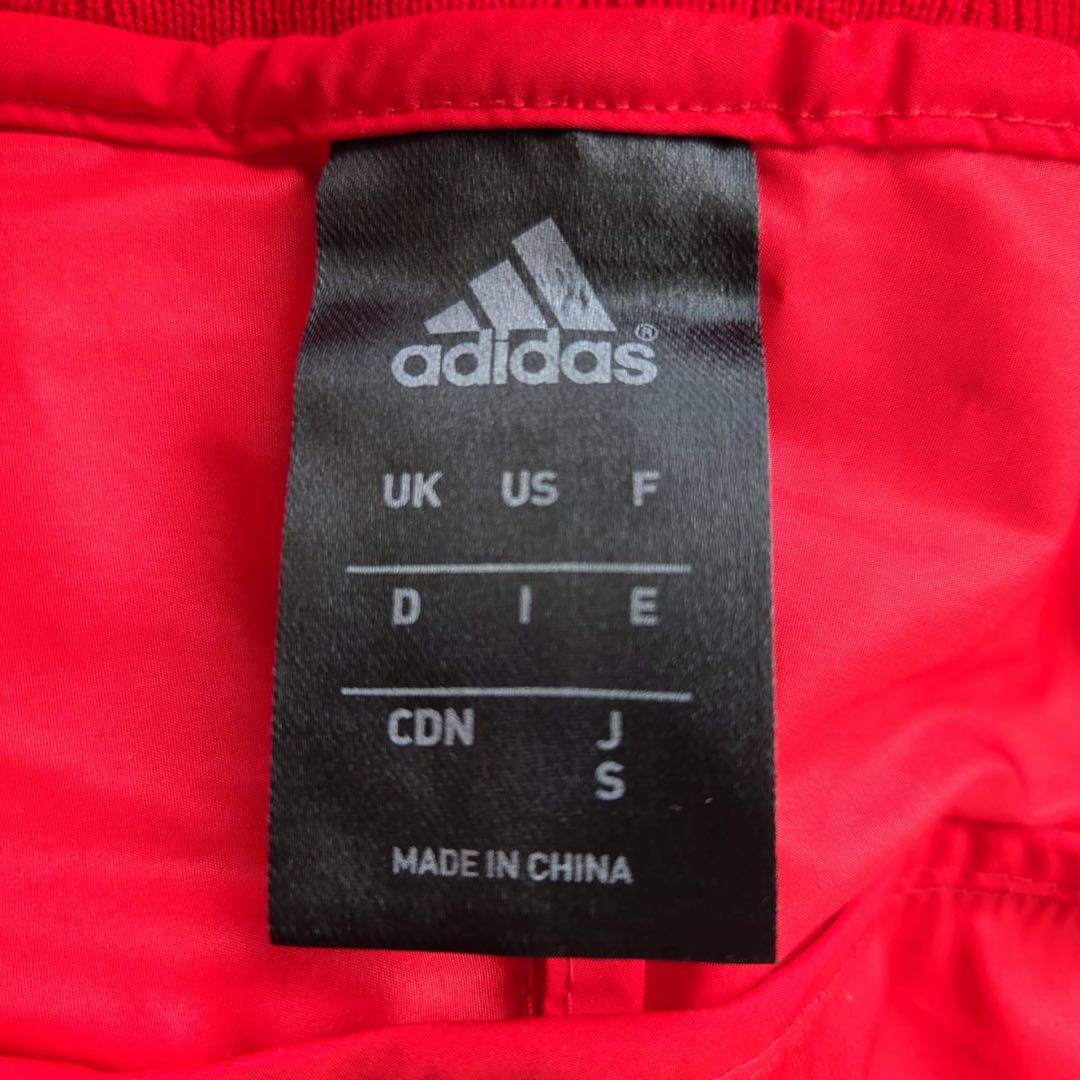 adidas®
UK US F
D I E
CDN J
S
MADE IN CHINA